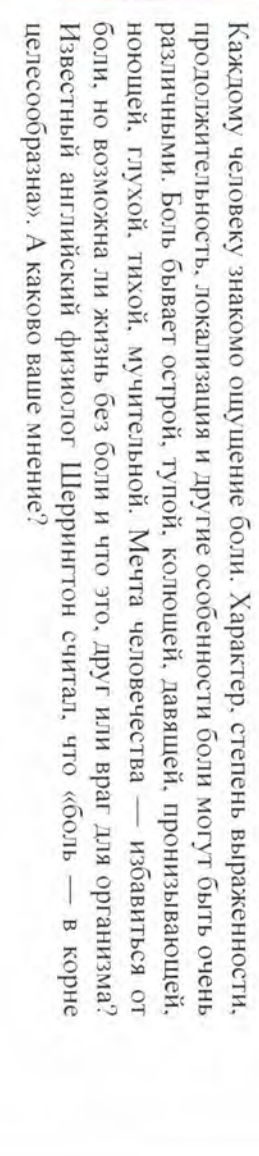 Каждому человеку знакомо ощущение боли. Характер, степень выраженности,
продолжительность, локализация и другие особенности боли могут быть очень
различными. Боль бывает острой, тупой, колющей, давящей, пронизывающей,
ноющей, глухой, тихой, мучительной. Мечта человечества — избавиться от
боли, но возможна ли жизнь без боли и что это, друг или враг для организма?
Известный английский физиолог Шеррингтон считал, что «боль — в корне
целесообразна». А каково ваше мнение?